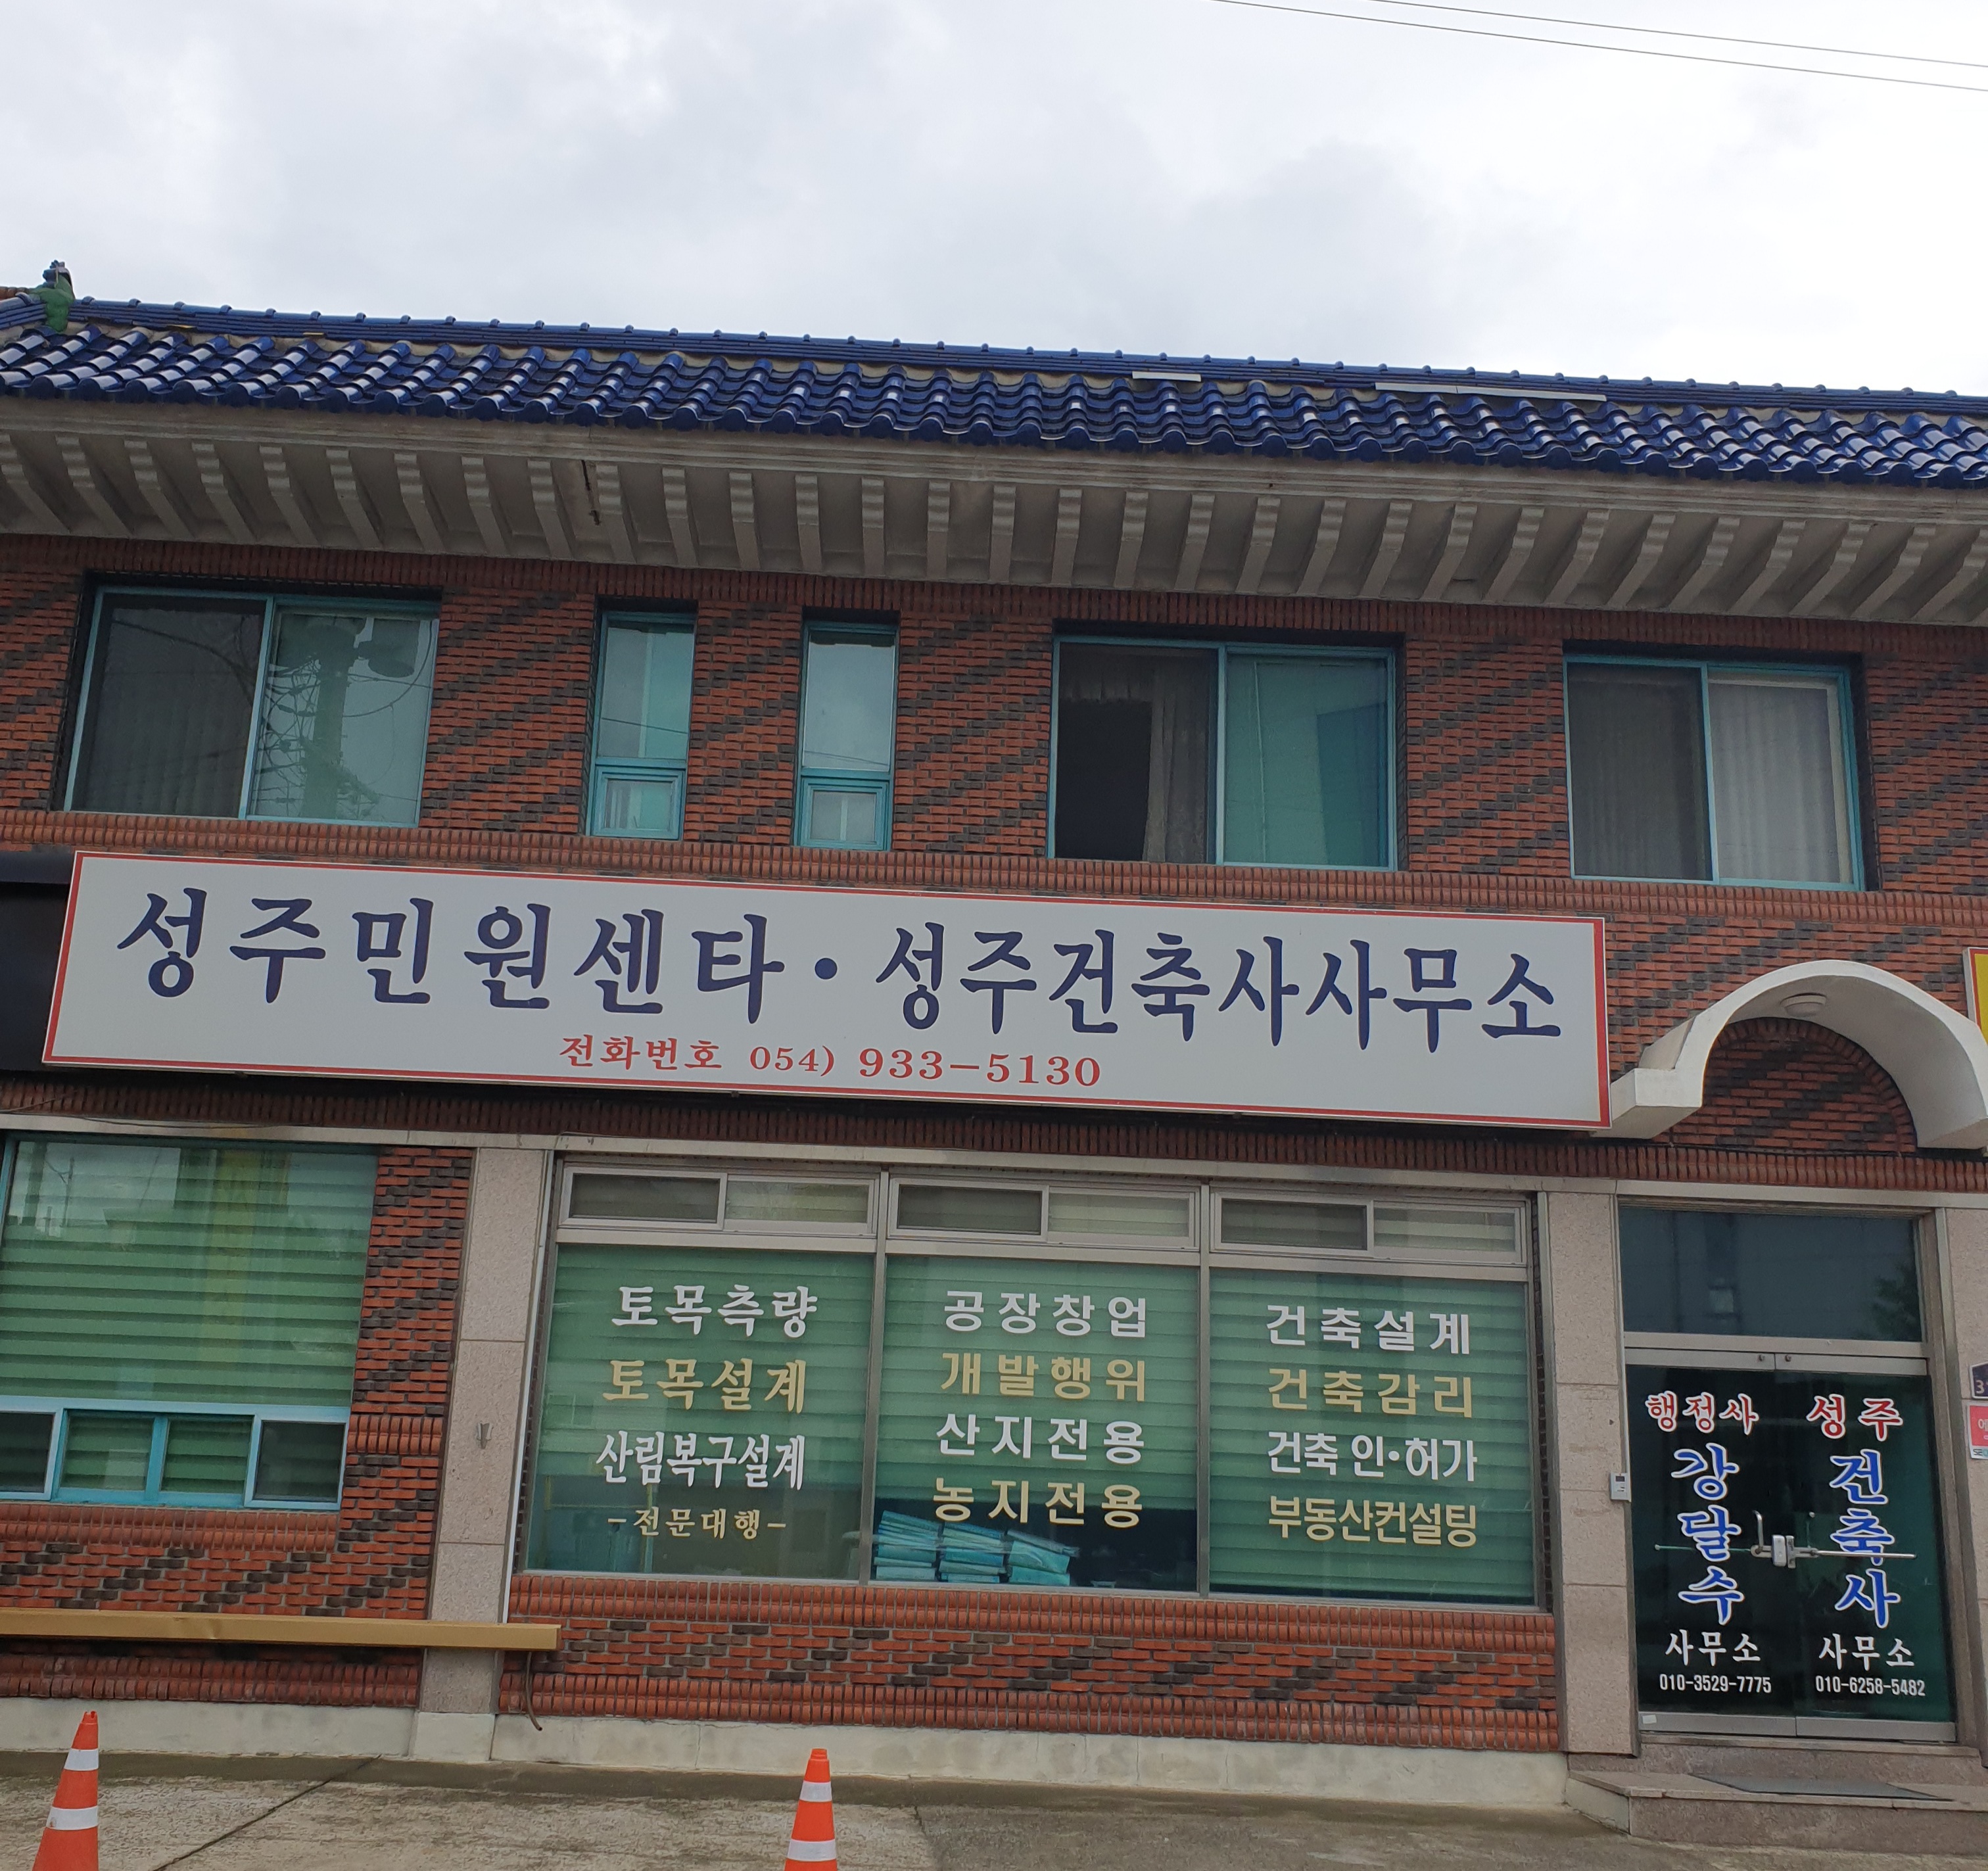 성주민원센타·성주건축사사무소
전화번호 054) 933-5130
토목측량
토목설계
산림복구설계
-전문대행-
공장창업
개발행위
산지전용
농지전용
건축설계
건축감리
건축 인·허가
부동산컨설팅
행정사
강달수
사무소
010-3529-7775
성주
건축사
사무소
010-6258-5482